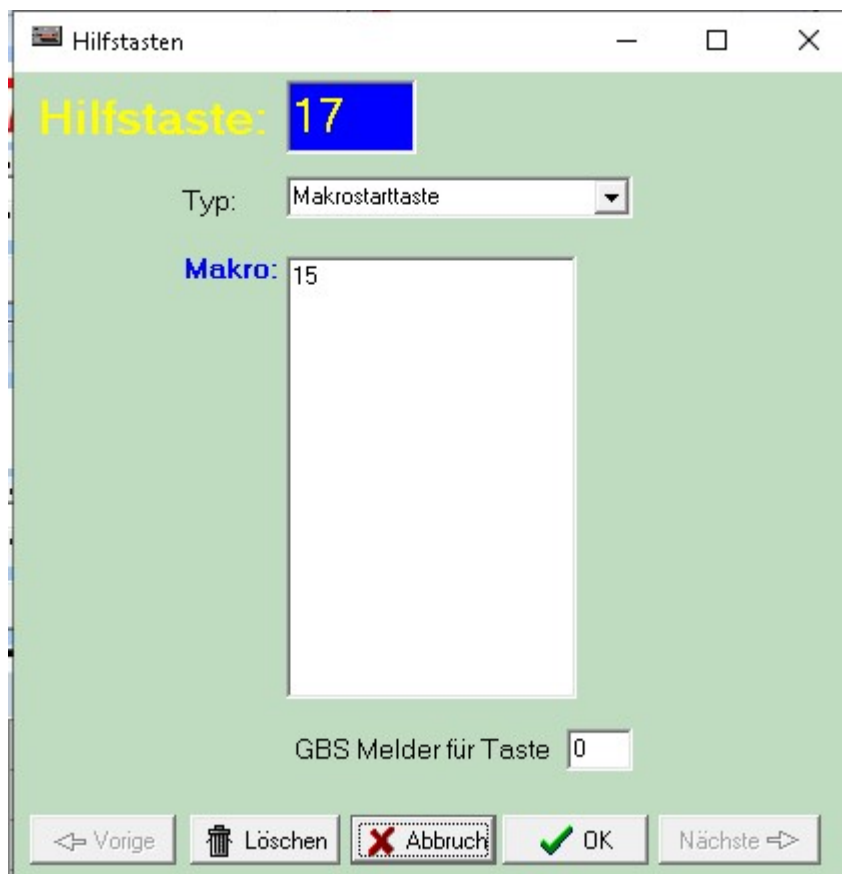 Hilfstasten
Hilfstaste: 17
Typ: Makrostarttaste
Makro: 15
GBS Melder für Taste 0
Vorige Löschen Abbruch OK Nächste